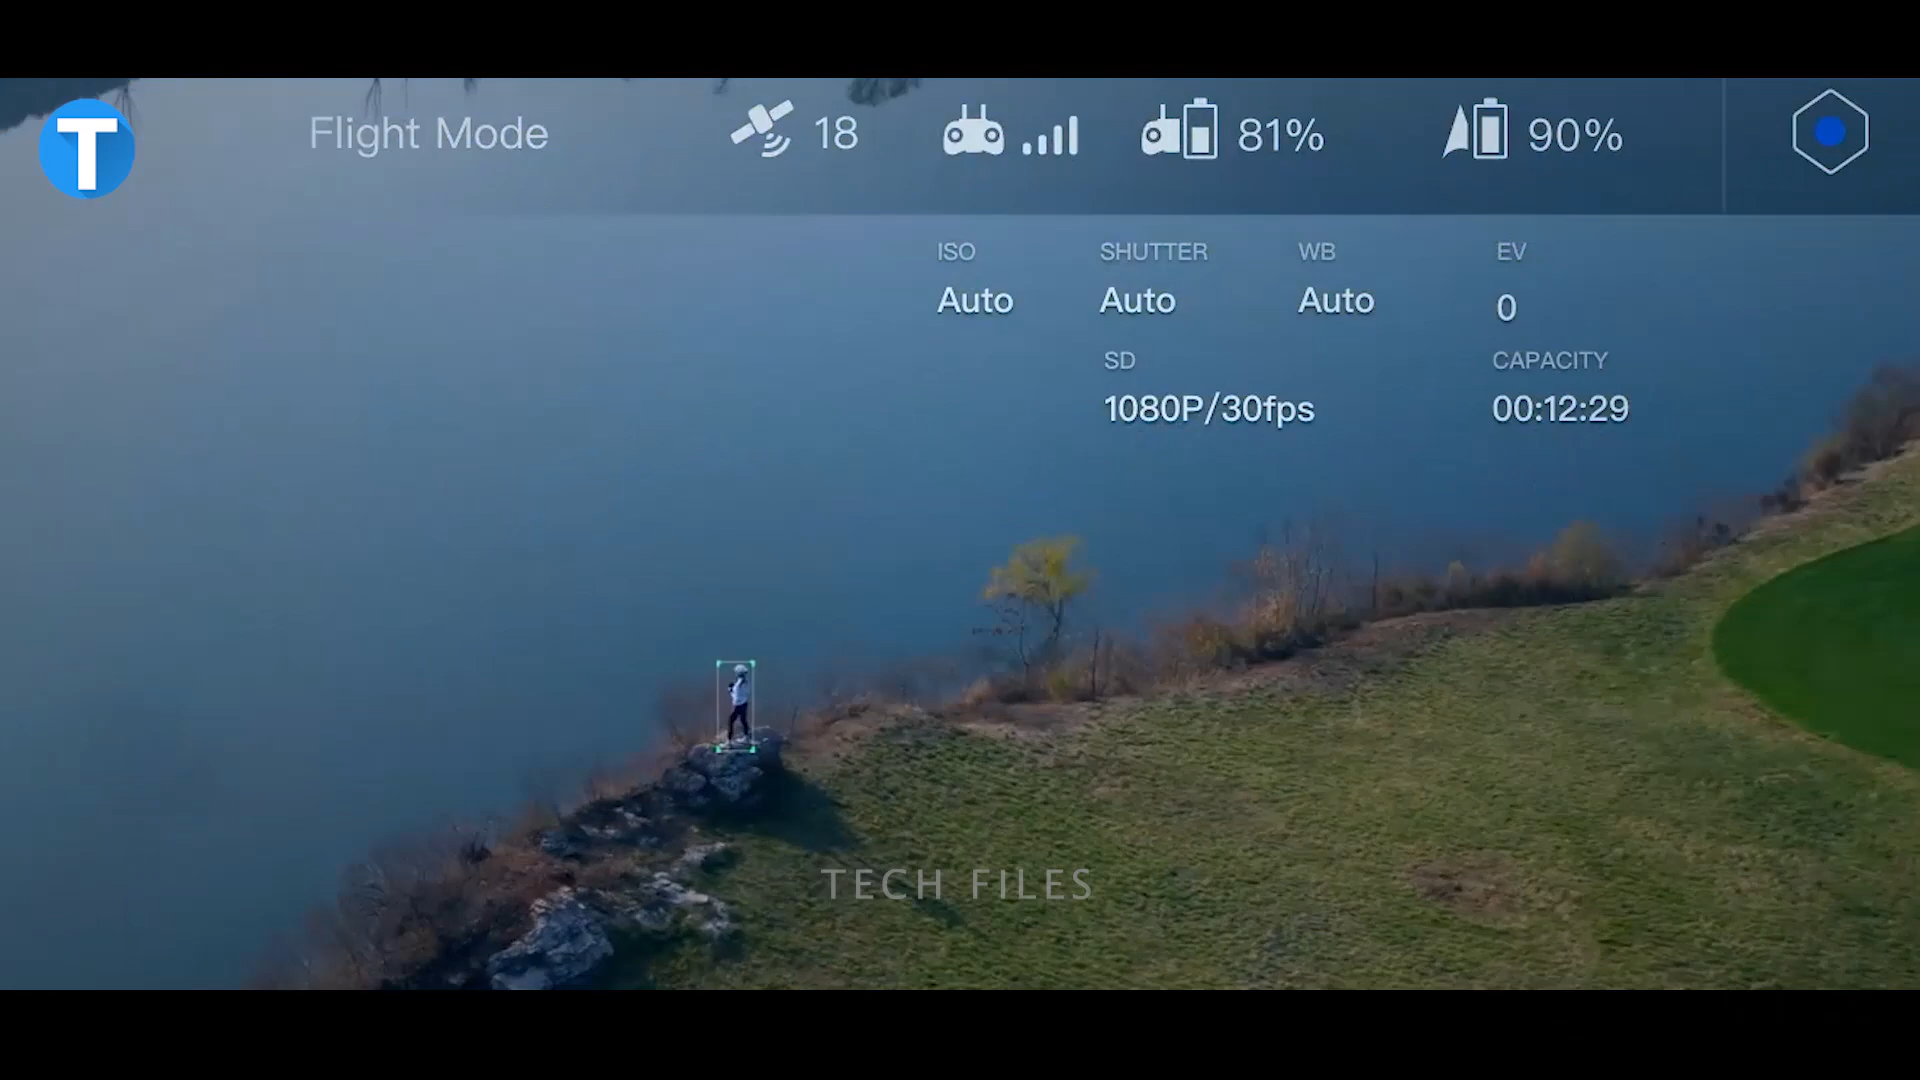 T
Flight Mode 18 81% 90%
ISO SHUTTER WB EV
Auto Auto Auto 0
SD CAPACITY
1080P/30fps 00:12:29
TECH FILES